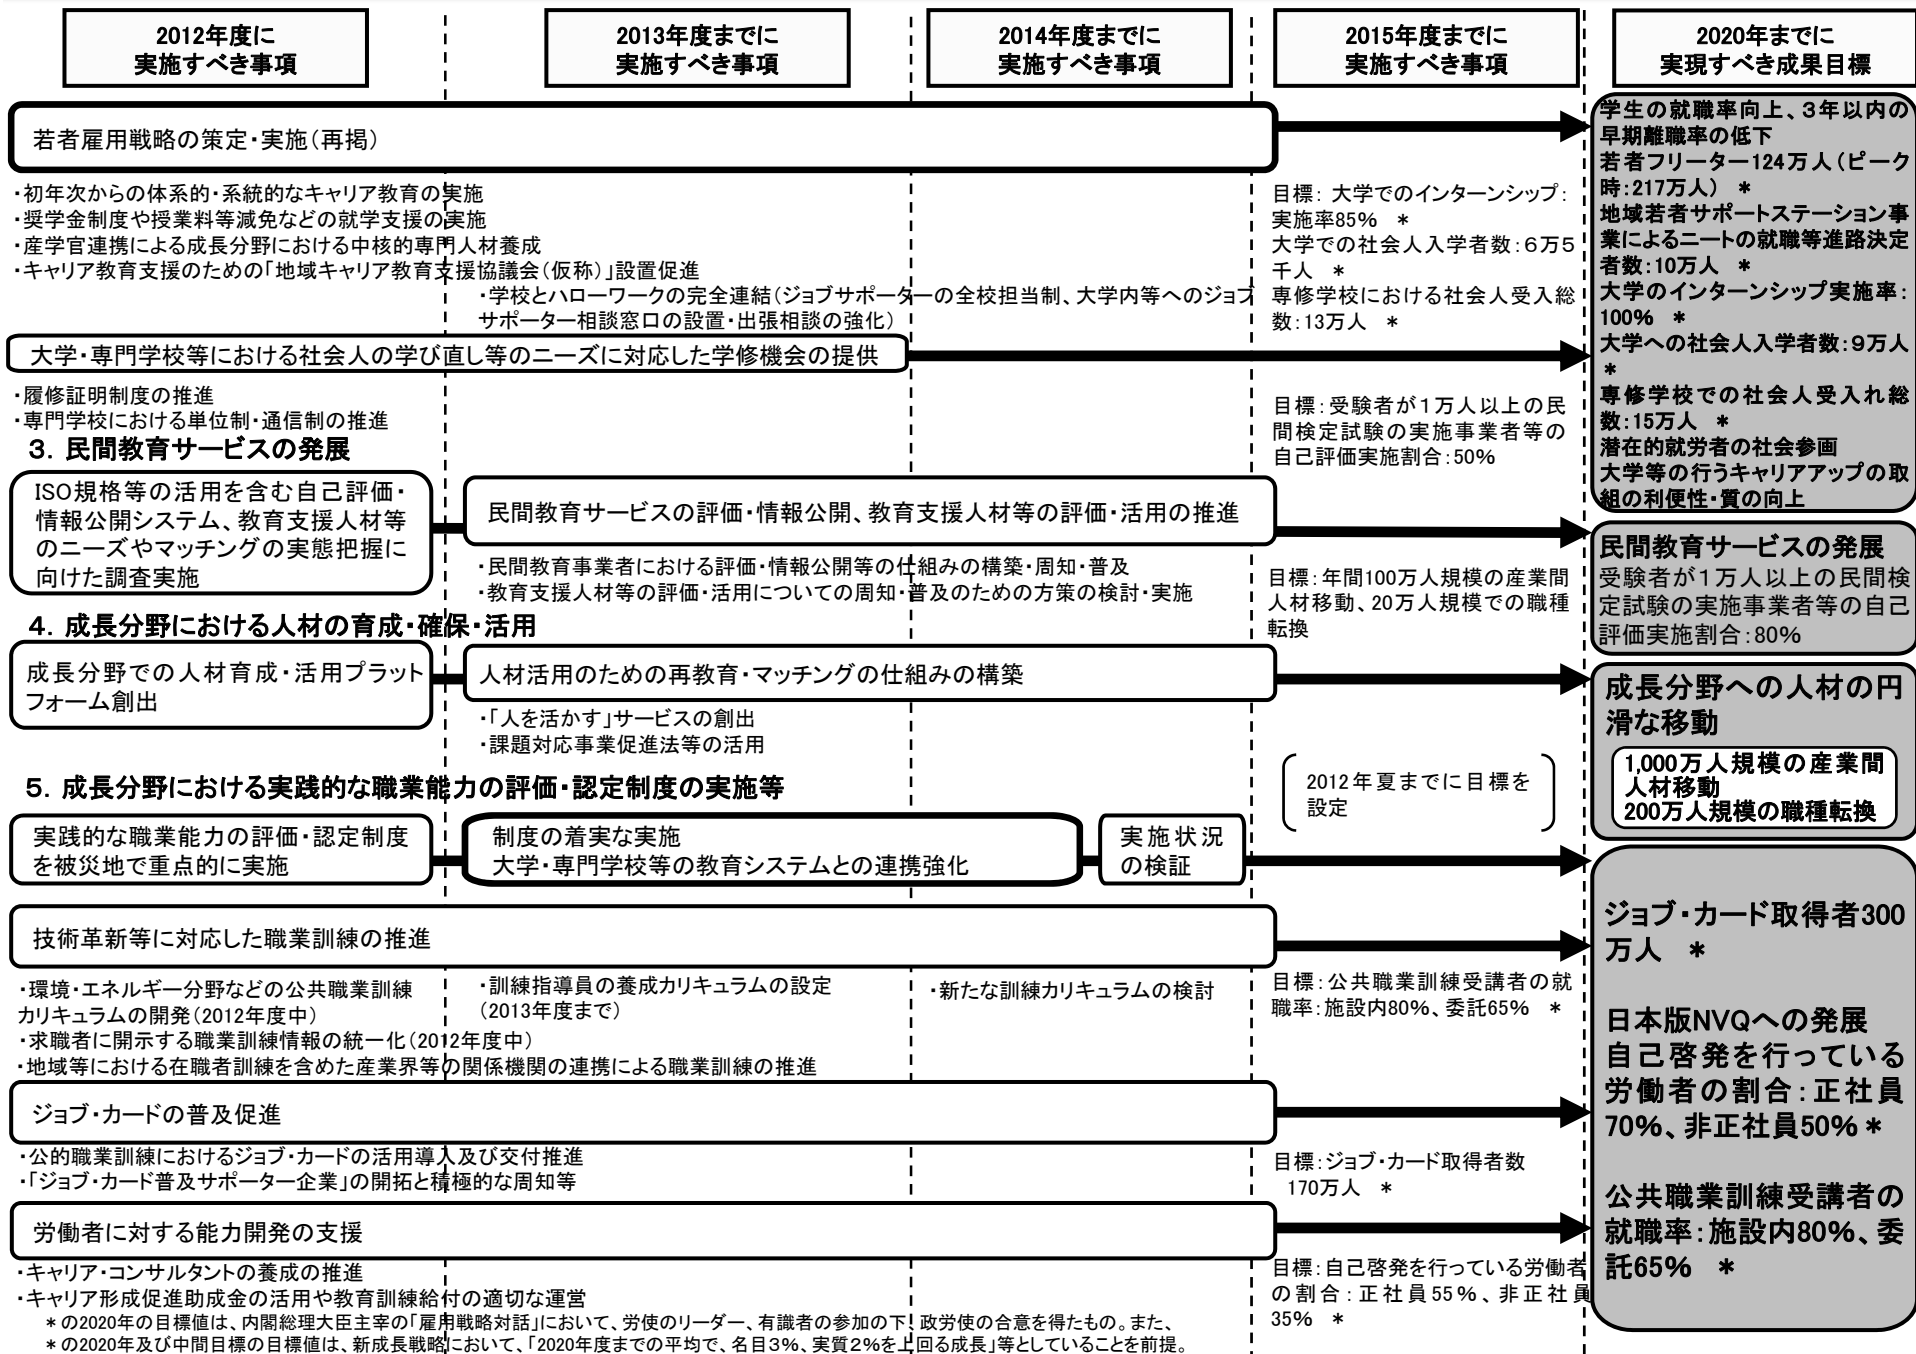 2012年度に
実施すべき事項
2013年度までに
実施すべき事項
2014年度までに
実施すべき事項
2015年度までに
実施すべき事項
2020年までに
実現すべき成果目標
若者雇用戦略の策定・実施（再掲）
・初年次からの体系的・系統的なキャリア教育の実施
・奨学金制度や授業料等減免などの就学支援の実施
・産学官連携による成長分野における中核的専門人材養成
・キャリア教育支援のための「地域キャリア教育支援協議会（仮称）」設置促進
・学校とハローワークの完全連結（ジョブサポーターの全校担当制、大学内等へのジョブ
サポーター相談窓口の設置・出張相談の強化）
目標： 大学でのインターンシップ：
実施率85％　＊
大学での社会人入学者数：６万５
千人　＊
専修学校における社会人受入総
数：13万人　＊
大学・専門学校等における社会人の学び直し等のニーズに対応した学修機会の提供
・履修証明制度の推進
・専門学校における単位制・通信制の推進
目標：受験者が１万人以上の民
間検定試験の実施事業者等の
自己評価実施割合：50％
学生の就職率向上、３年以内の
早期離職率の低下
若者フリーター124万人（ピーク
時：217万人）　＊
地域若者サポートステーション事
業によるニートの就職等進路決定
者数：10万人　＊
大学のインターンシップ実施率：
100％　＊
大学への社会人入学者数：９万人
＊
専修学校での社会人受入れ総
数：15万人　＊
潜在的就労者の社会参画
大学等の行うキャリアアップの取
組の利便性・質の向上
３．民間教育サービスの発展
ISO規格等の活用を含む自己評価・
情報公開システム、教育支援人材等
のニーズやマッチングの実態把握に
向けた調査実施
民間教育サービスの評価・情報公開、教育支援人材等の評価・活用の推進
・民間教育事業者における評価・情報公開等の仕組みの構築・周知・普及
・教育支援人材等の評価・活用についての周知・普及のための方策の検討・実施
目標：年間100万人規模の産業間
人材移動、20万人規模での職種
転換
民間教育サービスの発展
受験者が１万人以上の民間検
定試験の実施事業者等の自己
評価実施割合：80％
４．成長分野における人材の育成・確保・活用
成長分野での人材育成・活用プラット
フォーム創出
人材活用のための再教育・マッチングの仕組みの構築
・「人を活かす」サービスの創出
・課題対応事業促進法等の活用
成長分野への人材の円
滑な移動
1,000万人規模の産業間
人材移動
200万人規模の職種転換
５．成長分野における実践的な職業能力の評価・認定制度の実施等
2012年夏までに目標を
設定
実践的な職業能力の評価・認定制度
を被災地で重点的に実施
制度の着実な実施
大学・専門学校等の教育システムとの連携強化
実施状況
の検証
技術革新等に対応した職業訓練の推進
・環境・エネルギー分野などの公共職業訓練
カリキュラムの開発（2012年度中）
・求職者に開示する職業訓練情報の統一化（2012年度中）
・地域等における在職者訓練を含めた産業界等の関係機関の連携による職業訓練の推進
・訓練指導員の養成カリキュラムの設定
（2013年度まで）
・新たな訓練カリキュラムの検討
目標：公共職業訓練受講者の就
職率：施設内80％、委託65％　＊
ジョブ・カードの普及促進
・公的職業訓練におけるジョブ・カードの活用導入及び交付推進
・「ジョブ・カード普及サポーター企業」の開拓と積極的な周知等
目標：ジョブ・カード取得者数
170万人　＊
労働者に対する能力開発の支援
・キャリア・コンサルタントの養成の推進
・キャリア形成促進助成金の活用や教育訓練給付の適切な運営
目標：自己啓発を行っている労働者
の割合：正社員55％、非正社員
35％　＊
ジョブ・カード取得者300
万人　＊
日本版NVQへの発展
自己啓発を行っている
労働者の割合：正社員
70％、非正社員50％＊
公共職業訓練受講者の
就職率：施設内80％、委
託65％　＊
＊の2020年の目標値は、内閣総理大臣主宰の「雇用戦略対話」において、労使のリーダー、有識者の参加の下、政労使の合意を得たもの。また、
＊の2020年及び中間目標の目標値は、新成長戦略において、「2020年度までの平均で、名目３％、実質２％を上回る成長」等としていることを前提。